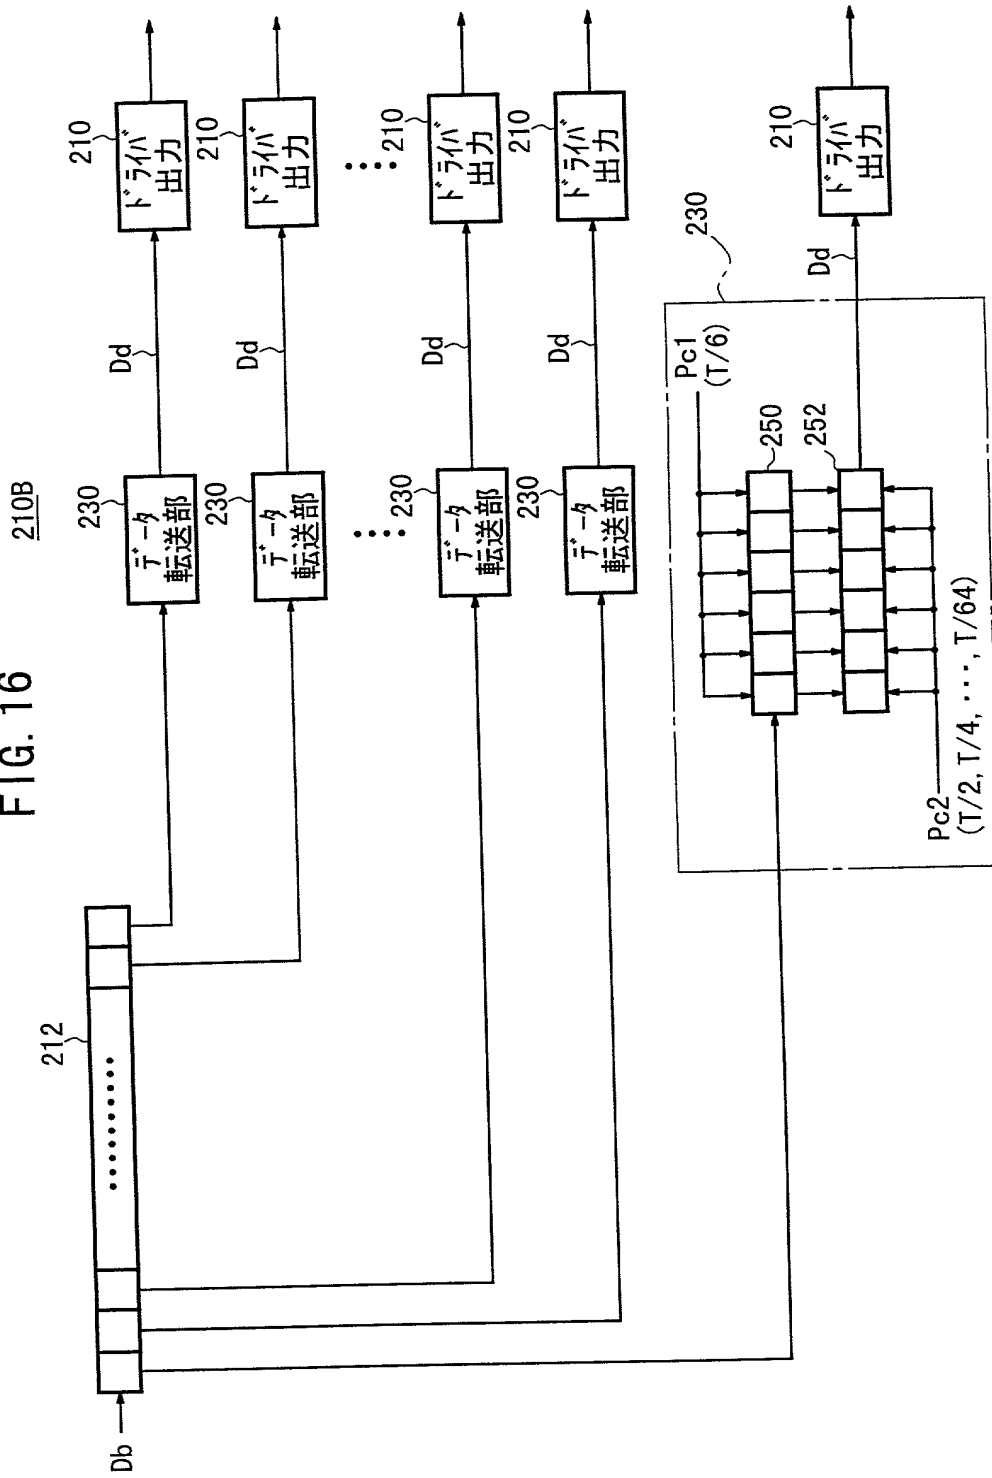 FIG. 16
210B
Db
212
230
データ
転送部
Dd
210
ドライバ
出力
230
データ
転送部
Dd
210
ドライバ
出力
230
データ
転送部
Dd
210
ドライバ
出力
230
データ
転送部
Dd
210
ドライバ
出力
230
Pc1
(T/6)
250
252
Pc2
(T/2, T/4, ･･･, T/64)
Dd
210
ドライバ
出力